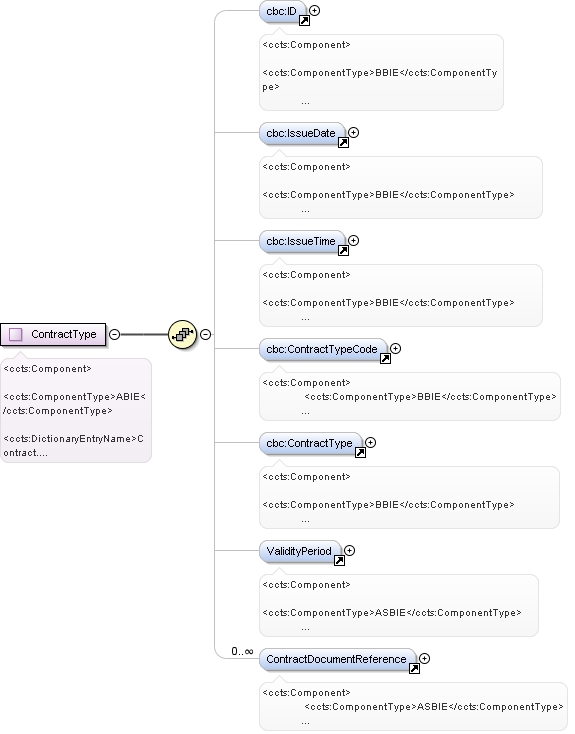 cbc:ID
<ccts:Component>
<ccts:ComponentType>BBIE</ccts:ComponentTy
pe>
...
cbc:IssueDate
<ccts:Component>
<ccts:ComponentType>BBIE</ccts:ComponentType>
...
cbc:IssueTime
<ccts:Component>
<ccts:ComponentType>BBIE</ccts:ComponentType>
...
ContractType
<ccts:Component>
<ccts:ComponentType>ABIE<
/ccts:ComponentType>
<ccts:DictionaryEntryName>C
ontract....
cbc:ContractTypeCode
<ccts:Component>
<ccts:ComponentType>BBIE</ccts:ComponentType>
...
cbc:ContractType
<ccts:Component>
<ccts:ComponentType>BBIE</ccts:ComponentType>
...
ValidityPeriod
<ccts:Component>
<ccts:ComponentType>ASBIE</ccts:ComponentType>
...
0..∞
ContractDocumentReference
<ccts:Component>
<ccts:ComponentType>ASBIE</ccts:ComponentType>
...